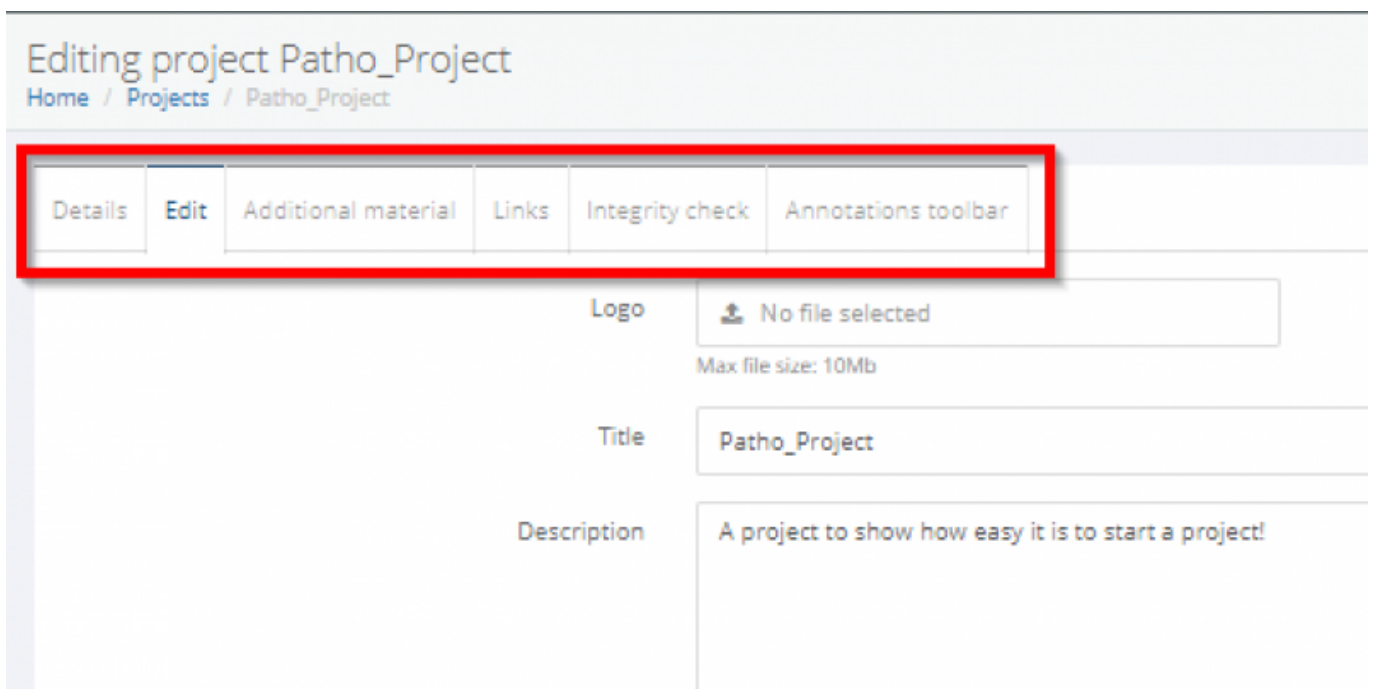 Editing project Patho_Project
Home / Projects / Patho_Project
Details Edit Additional material Links Integrity check Annotations toolbar
Logo No file selected
Max file size: 10Mb
Title Patho_Project
Description A project to show how easy it is to start a project!